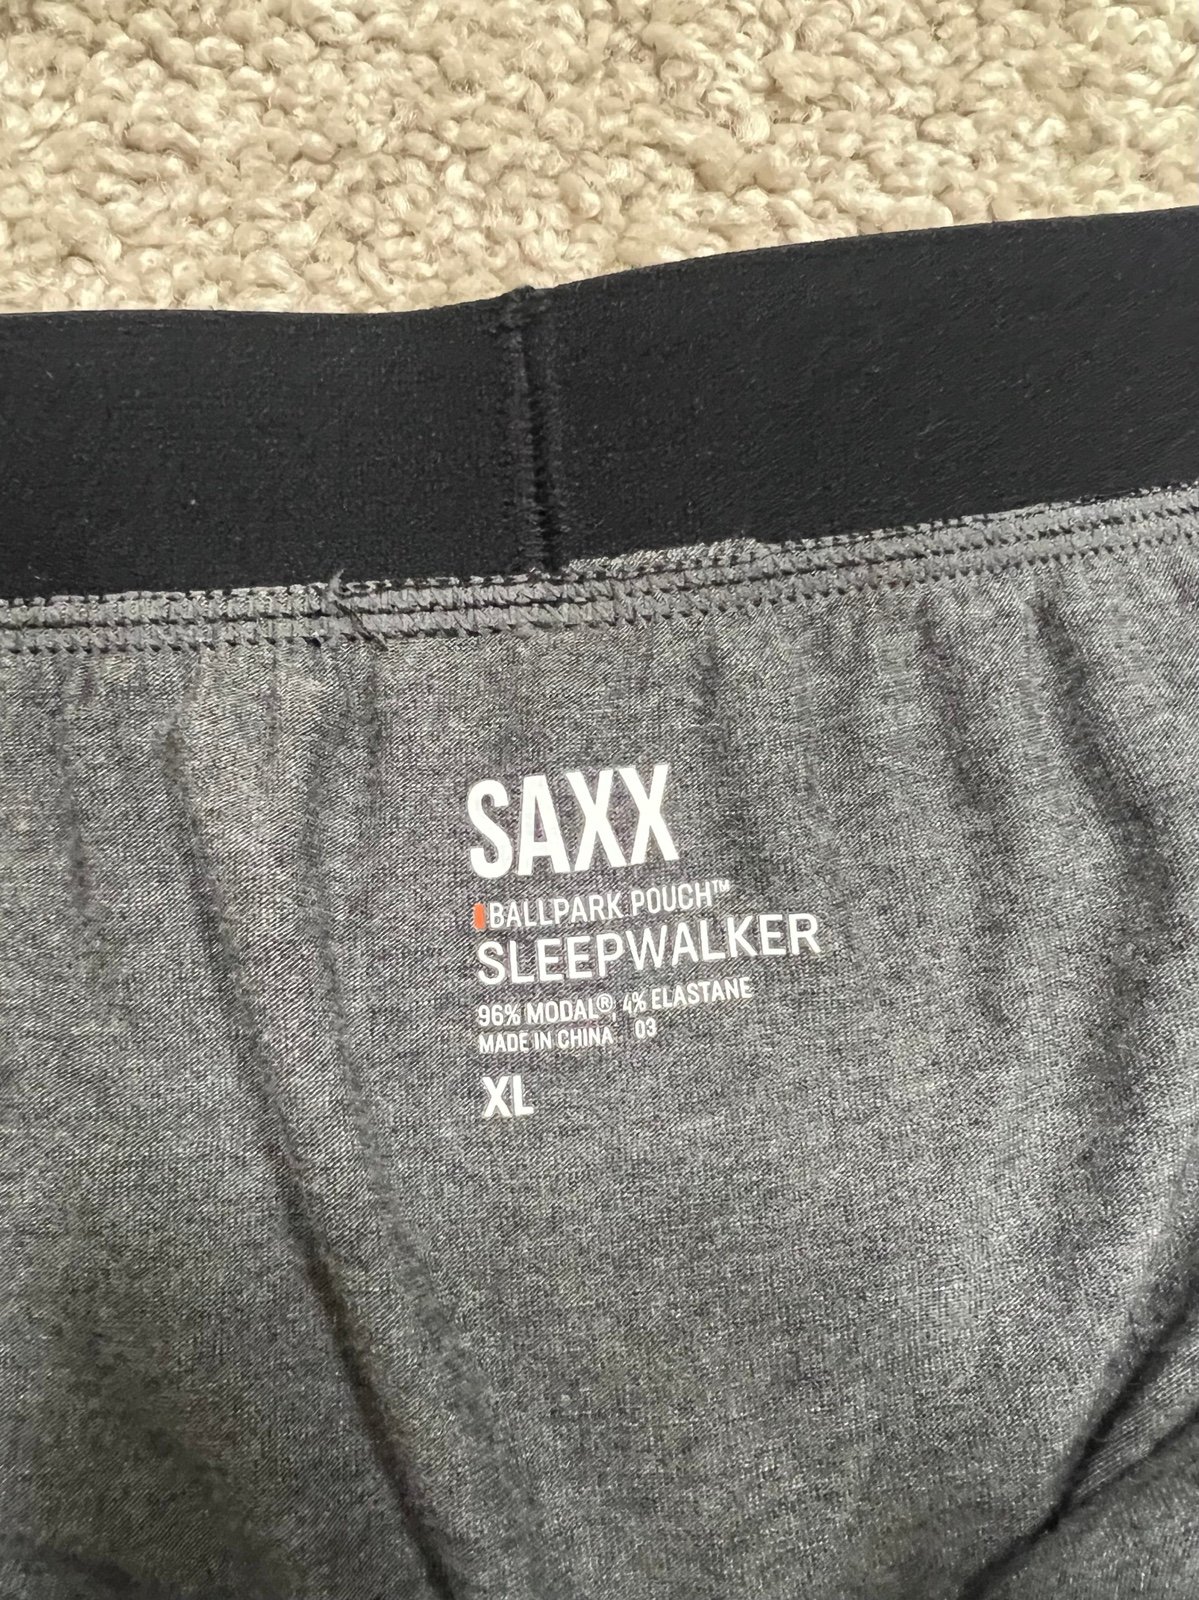 SAXX
BALLPARK POUCH™
SLEEPWALKER
96% MODAL®, 4% ELASTANE
MADE IN CHINA 03
XL